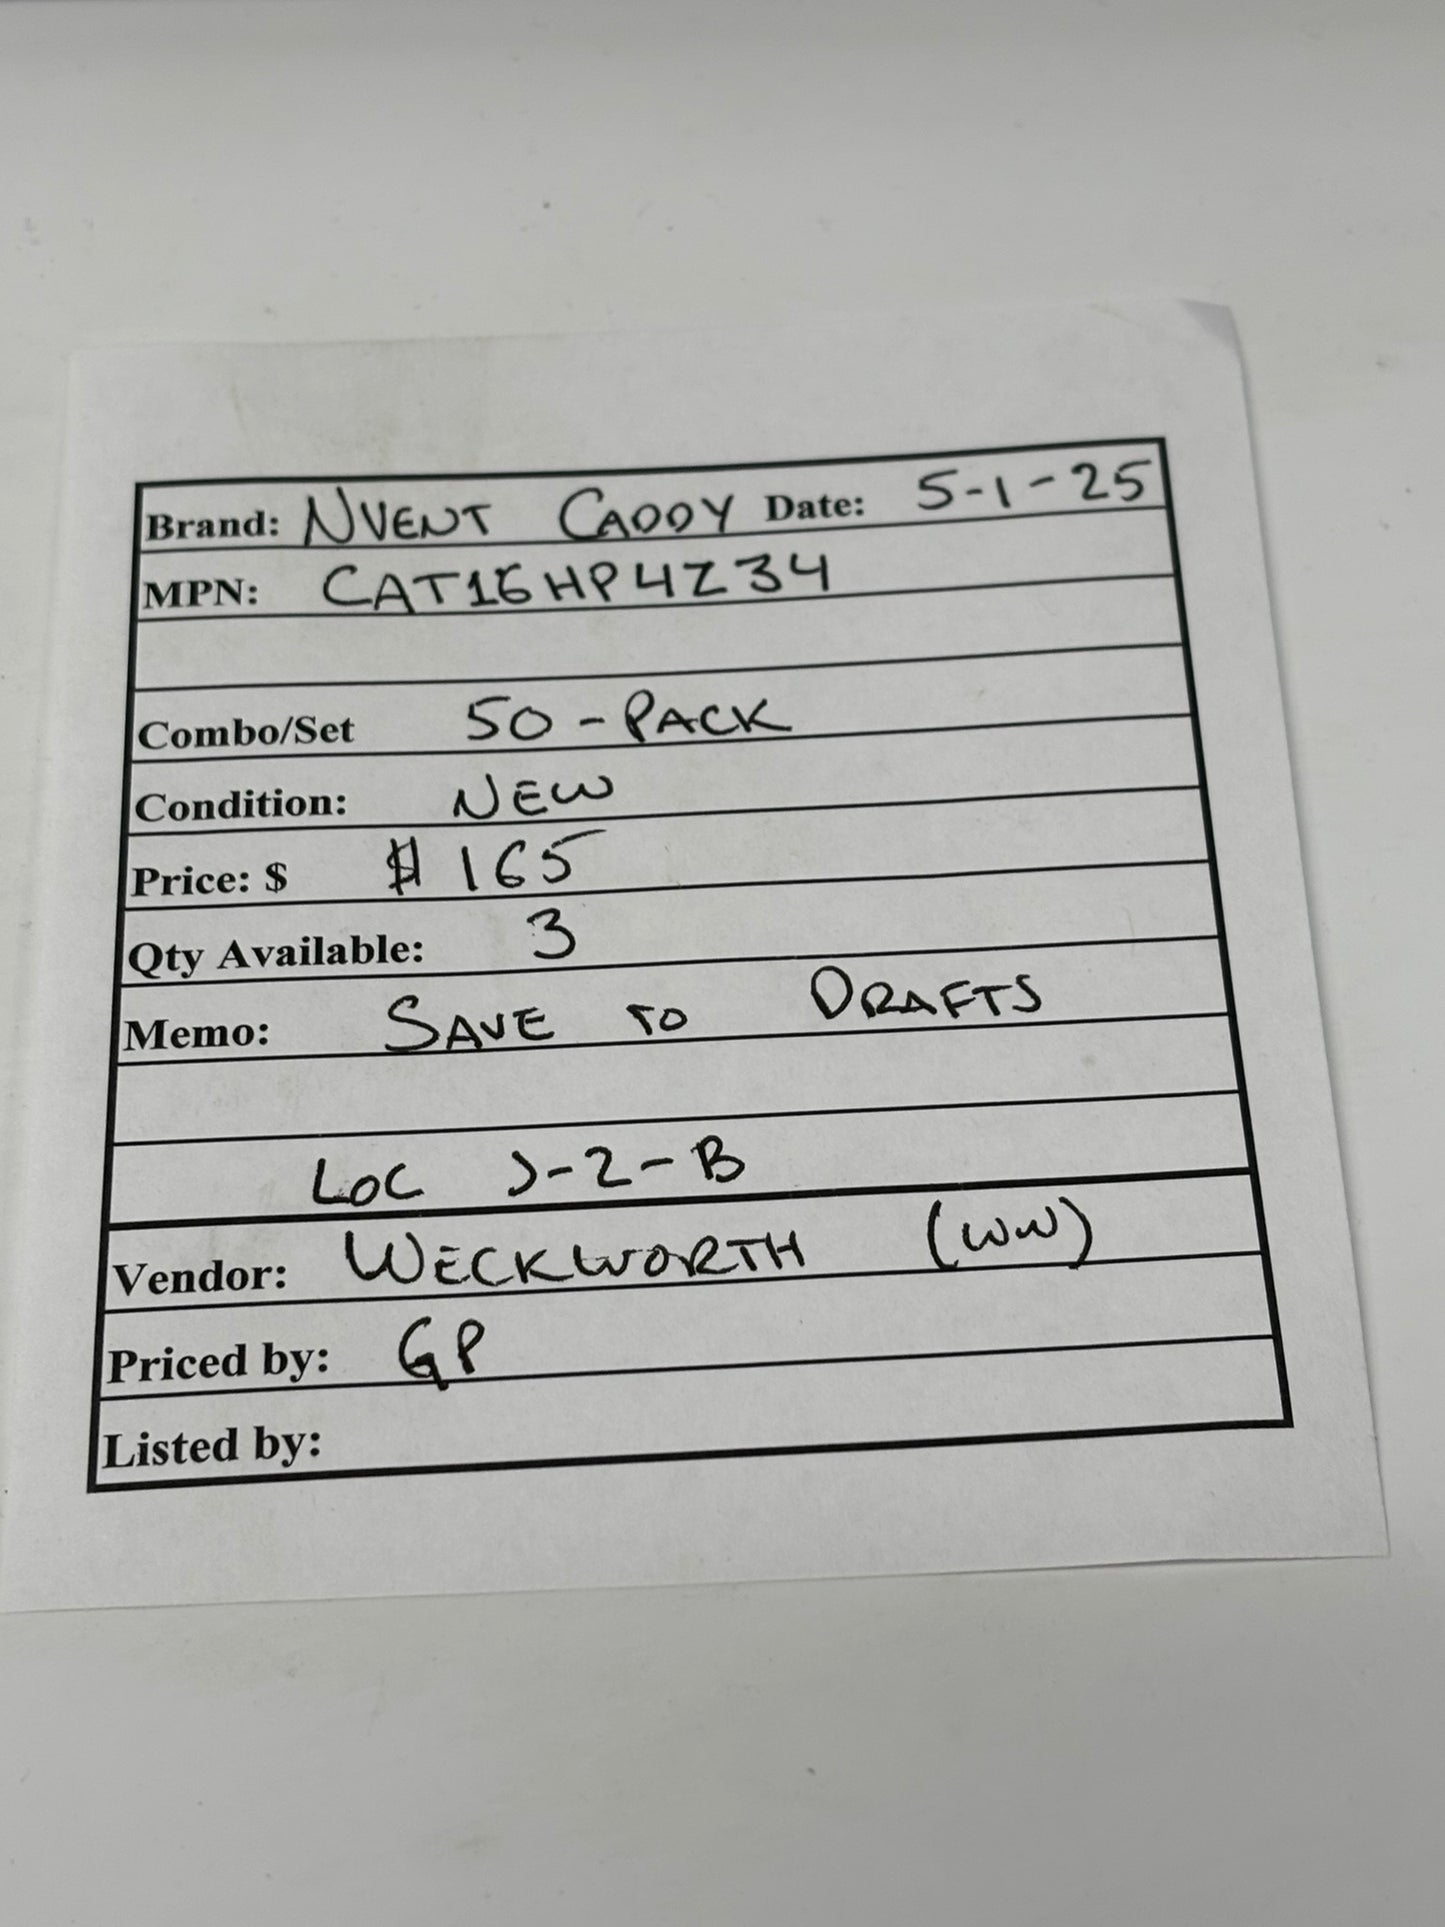 Brand: NVENT CADDY Date: 5-1-25
MPN: CAT16HP4Z34
Combo/Set 50-PACK
Condition: NEW
Price: $ $165
Qty Available: 3
Memo: SAVE TO DRAFTS
LOC J-2-B
Vendor: WECKWORTH (WW)
Priced by: GP
Listed by: